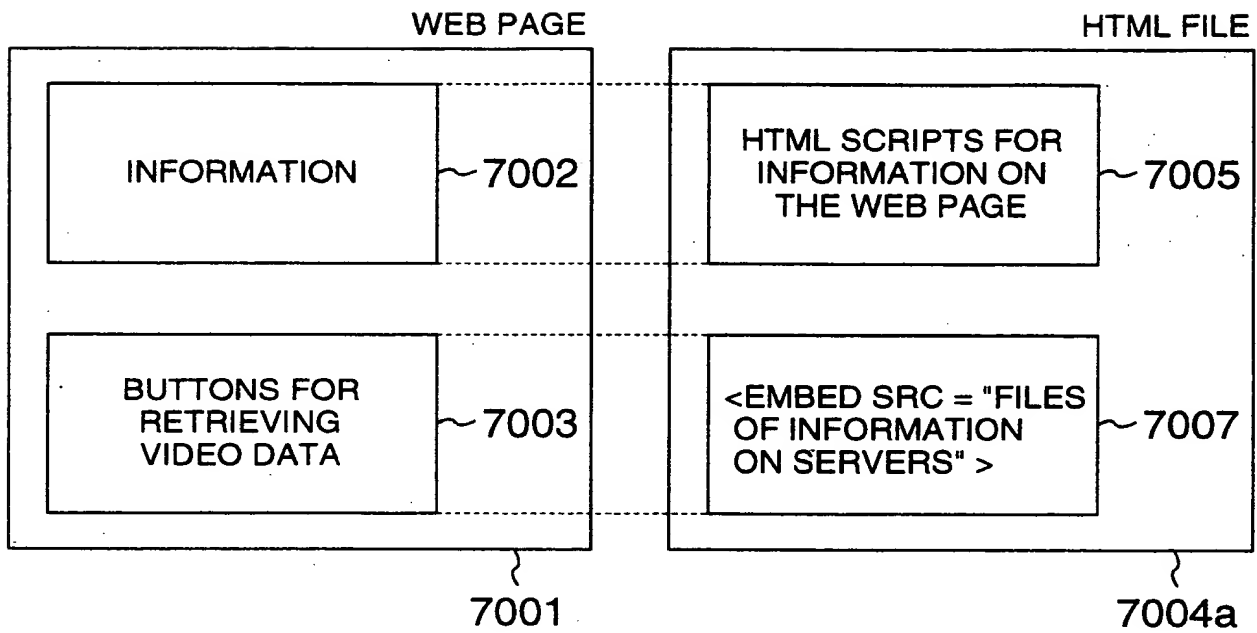 WEB PAGE
INFORMATION
7002
BUTTONS FOR
RETRIEVING
VIDEO DATA
7003
7001
HTML FILE
HTML SCRIPTS FOR
INFORMATION ON
THE WEB PAGE
7005
<EMBED SRC = "FILES
OF INFORMATION
ON SERVERS" >
7007
7004a